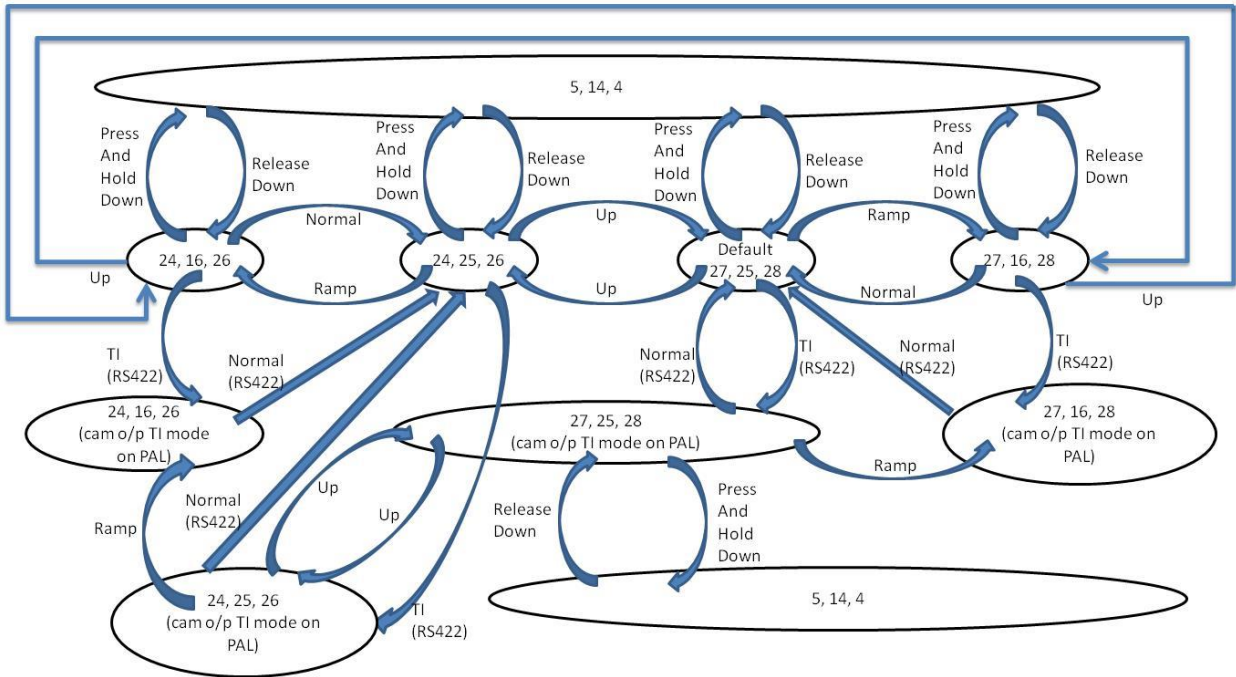 5, 14, 4
Press
And
Hold
Down
Release
Down
Press
And
Hold
Down
Release
Down
Press
And
Hold
Down
Release
Down
Press
And
Hold
Down
Release
Down
Normal
Up
Ramp
24, 16, 26
24, 25, 26
Default
27, 25, 28
27, 16, 28
Up
Ramp
Up
Normal
Up
TI
(RS422)
Normal
(RS422)
Normal
(RS422)
TI
(RS422)
Normal
(RS422)
TI
(RS422)
24, 16, 26
(cam o/p TI mode
on PAL)
27, 25, 28
(cam o/p TI mode on PAL)
27, 16, 28
(cam o/p TI mode on
PAL)
Ramp
Ramp
Normal
(RS422)
Up
Up
Release
Down
Press
And
Hold
Down
24, 25, 26
(cam o/p TI mode on
PAL)
TI
(RS422)
5, 14, 4